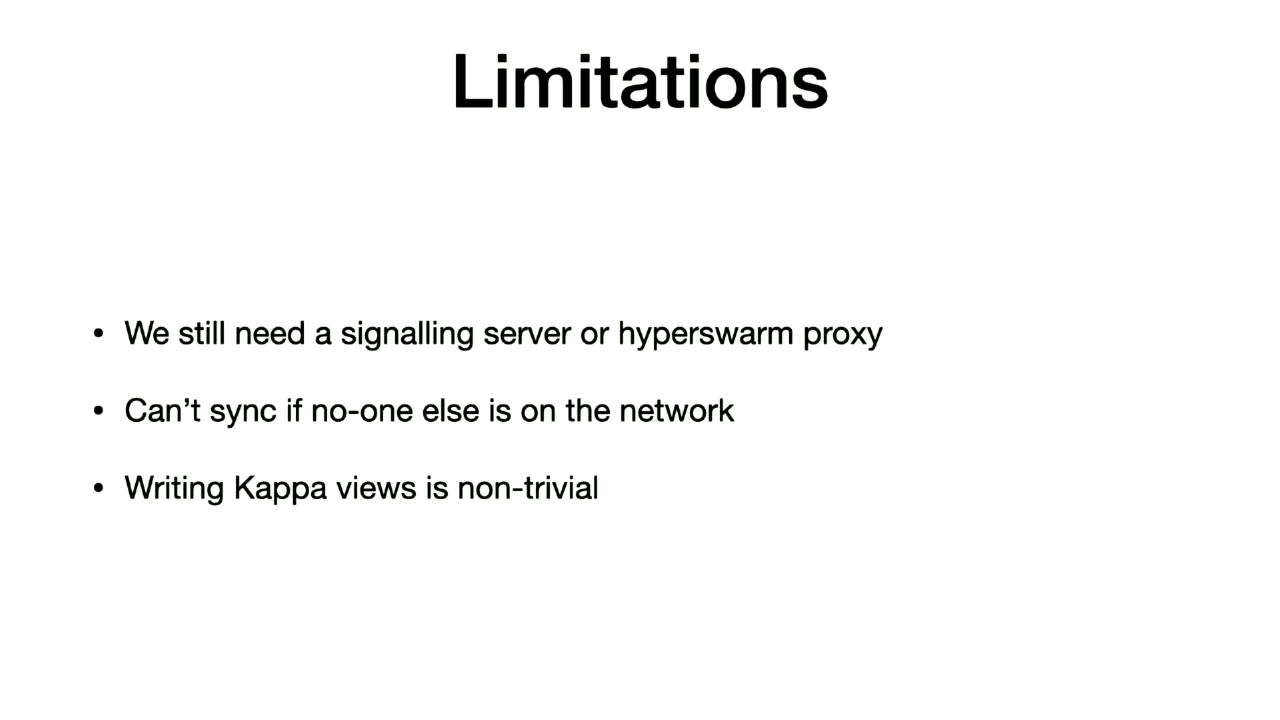 Limitations
• We still need a signalling server or hyperswarm proxy
• Can’t sync if no-one else is on the network
• Writing Kappa views is non-trivial